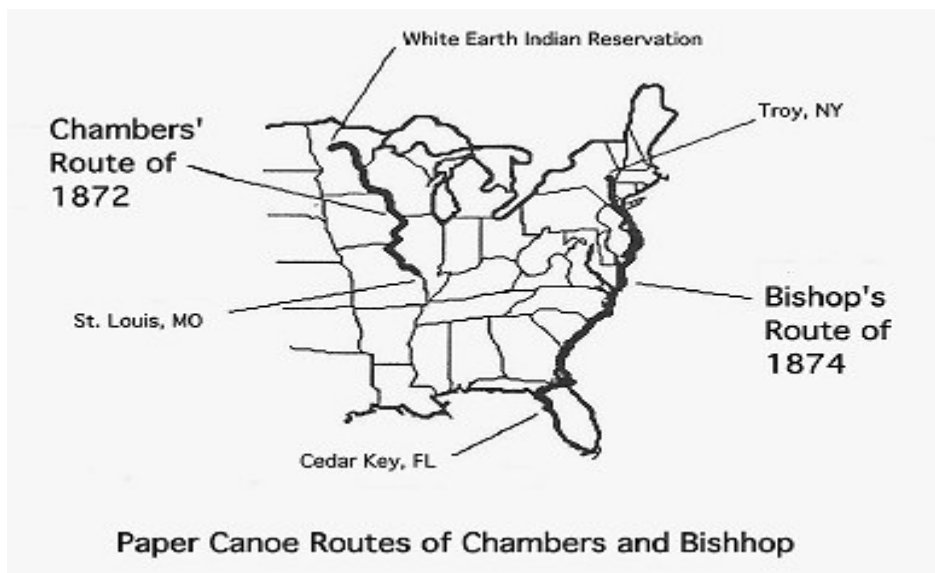 White Earth Indian Reservation
Troy, NY
Chambers'
Route of
1872
St. Louis, MO
Bishop's
Route of
1874
Cedar Key, FL
Paper Canoe Routes of Chambers and Bishhop